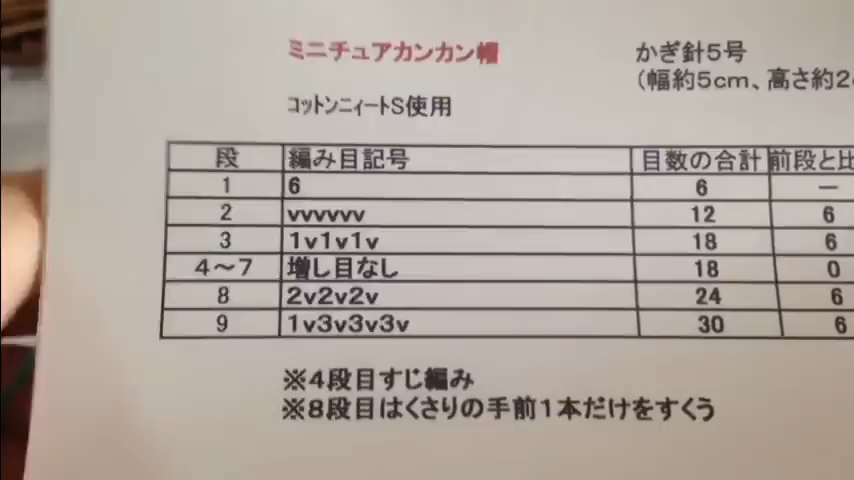 ミニチュアカンカン帽 かぎ針5号
(幅約5cm、高さ約2
コットンニィートS使用
段 編み目記号 目数の合計 前段と比
1 6 6 ー
2 vvvvvv 12 6
3 1v1v1v 18 6
4~7 増し目なし 18 0
8 2v2v2v 24 6
9 1v3v3v3v 30 6
※4段目すじ編み
※8段目はくさりの手前1本だけをすくう